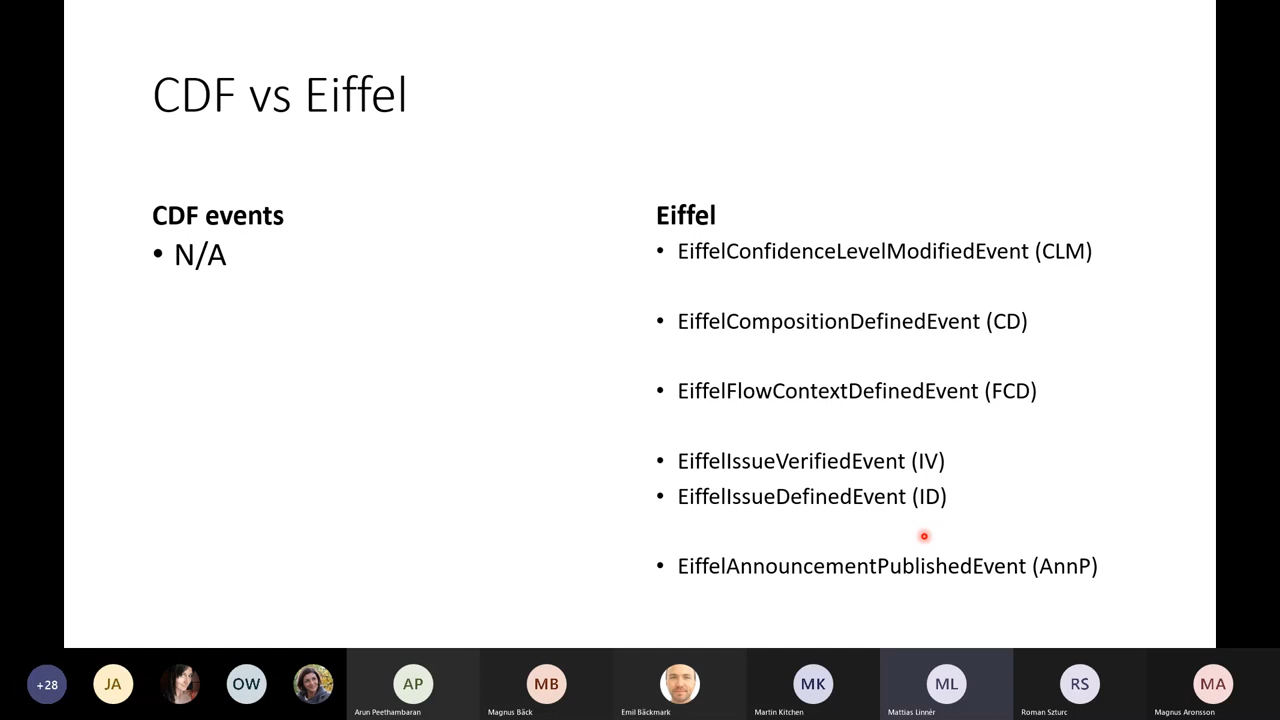 CDF vs Eiffel
CDF events
• N/A
Eiffel
• EiffelConfidenceLevelModifiedEvent (CLM)
• EiffelCompositionDefinedEvent (CD)
• EiffelFlowContextDefinedEvent (FCD)
• EiffelIssueVerifiedEvent (IV)
• EiffelIssueDefinedEvent (ID)
• EiffelAnnouncementPublishedEvent (AnnP)
+28
JA
OW
AP
MB
MK
ML
RS
MA
Arun Peethambaran
Magnus Bäck
Emil Bäckmark
Martin Kitchen
Mattias Linnér
Roman Szturc
Magnus Aronsson